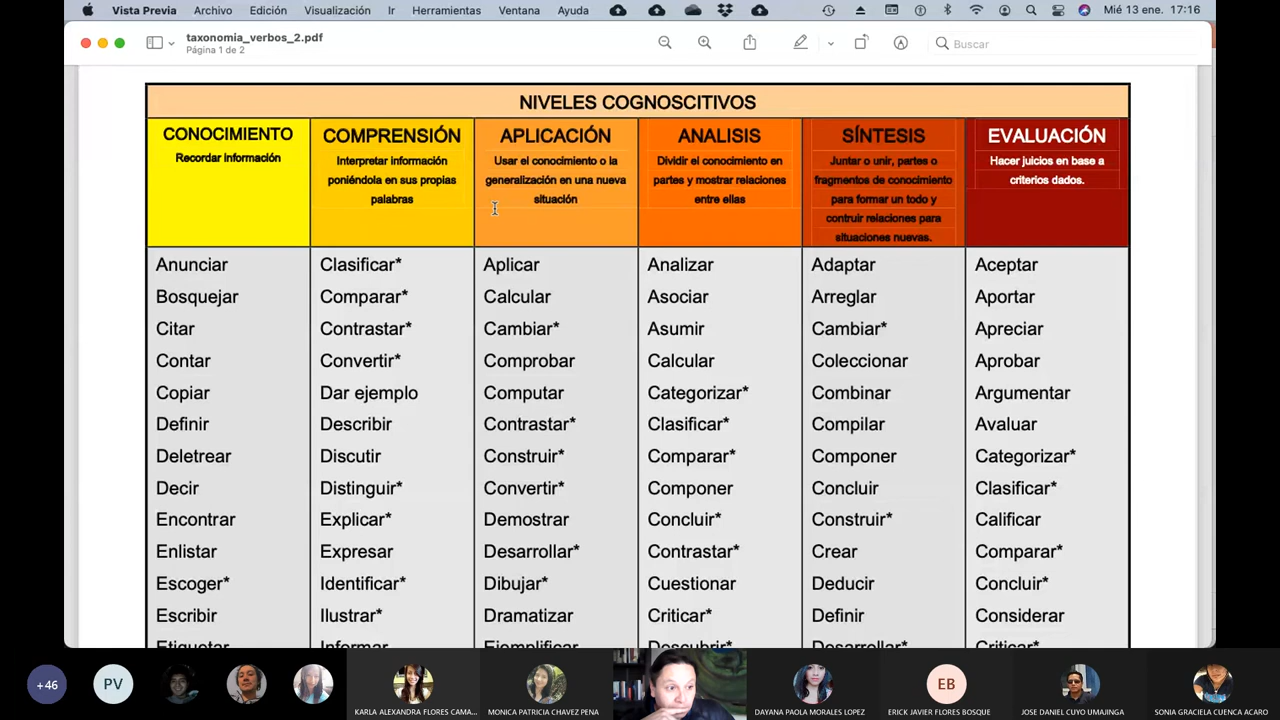 Vista Previa Archivo Edición Visualización Ir Herramientas Ventana Ayuda Mié 13 ene. 17:16
taxonomia_verbos_2.pdf
Página 1 de 2
Buscar
NIVELES COGNOSCITIVOS
CONOCIMIENTO
Recordar información
COMPRENSIÓN
Interpretar información
poniéndola en sus propias
palabras
APLICACIÓN
Usar el conocimiento o la
generalización en una nueva
situación
ANALISIS
Dividir el conocimiento en
partes y mostrar relaciones
entre ellas
SÍNTESIS
Juntar o unir, partes o
fragmentos de conocimiento
para formar un todo y
contruir relaciones para
situaciones nuevas.
EVALUACIÓN
Hacer juicios en base a
criterios dados.
Anunciar Clasificar* Aplicar Analizar Adaptar Aceptar
Bosquejar Comparar* Calcular Asociar Arreglar Aportar
Citar Contrastar* Cambiar* Asumir Cambiar* Apreciar
Contar Convertir* Comprobar Calcular Coleccionar Aprobar
Copiar Dar ejemplo Computar Categorizar* Combinar Argumentar
Definir Describir Contrastar* Clasificar* Compilar Avaluar
Deletrear Discutir Construir* Comparar* Componer Categorizar*
Decir Distinguir* Convertir* Componer Concluir Clasificar*
Encontrar Explicar* Demostrar Concluir* Construir* Calificar
Enlistar Expresar Desarrollar* Contrastar* Crear Comparar*
Escoger* Identificar* Dibujar* Cuestionar Deducir Concluir*
Escribir Ilustrar* Dramatizar Criticar* Definir Considerar
Etiquetar Informar Ejemplificar Descubrir* Desarrollar* Criticar*
+46 PV EB
KARLA ALEXANDRA FLORES CAMA... MONICA PATRICIA CHAVEZ PENA DAYANA PAOLA MORALES LOPEZ ERICK JAVIER FLORES BOSQUE JOSE DANIEL CUYO UMAJINGA SONIA GRACIELA CUENCA ACARO